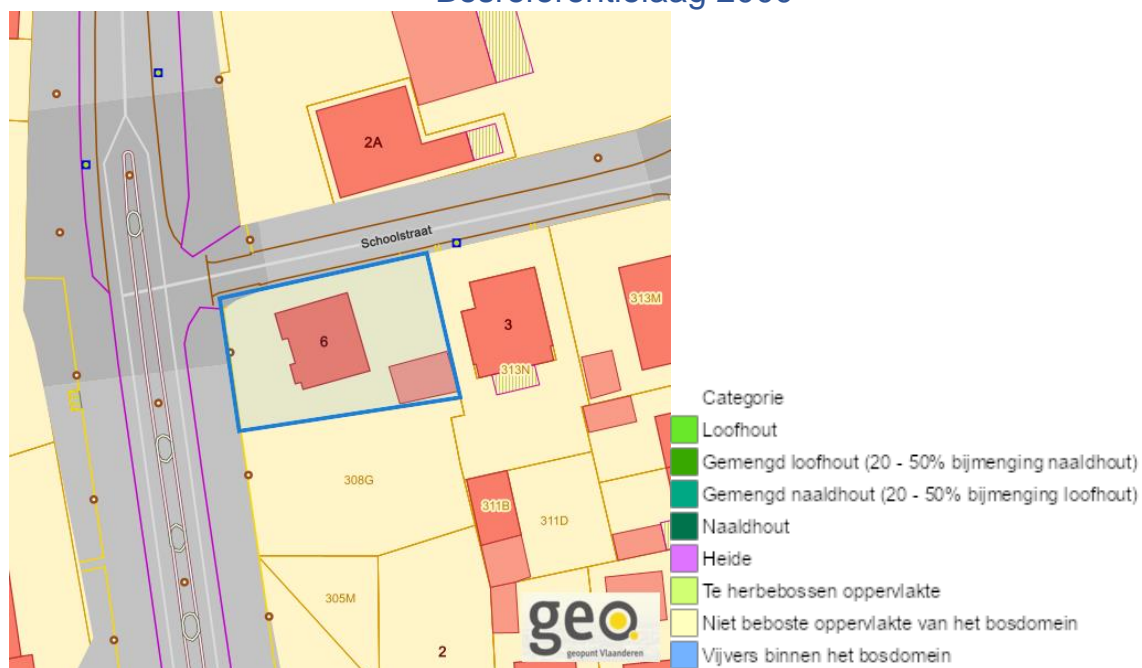 Bosreferentielaag 2000
2A
Schoolstraat
313M
3
6
313N
308G
311B
311D
305M
2
geo
geopunt Vlaanderen
Categorie
Loofhout
Gemengd loofhout (20 - 50% bijmenging naaldhout)
Gemengd naaldhout (20 - 50% bijmenging loofhout)
Naaldhout
Heide
Te herbebossen oppervlakte
Niet beboste oppervlakte van het bosdomein
Vijvers binnen het bosdomein